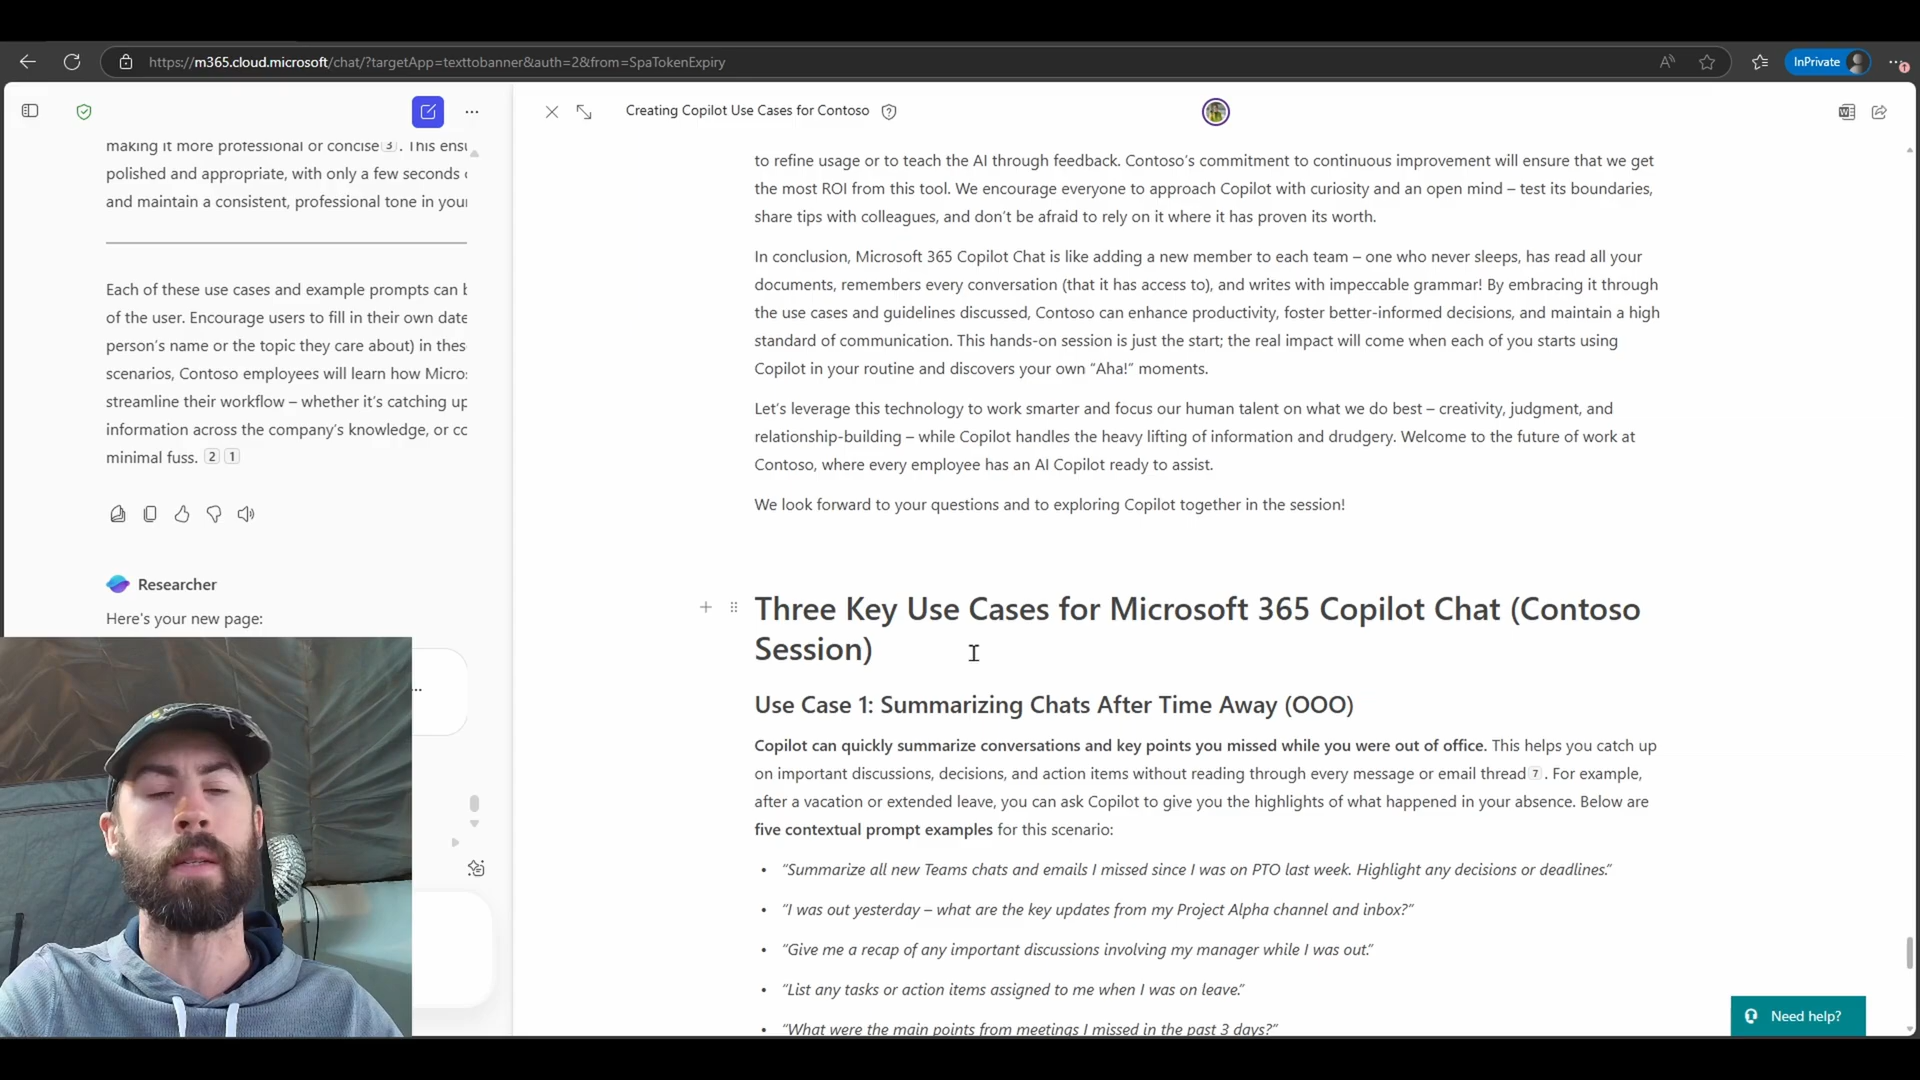 https://m365.cloud.microsoft/chat/?targetApp=texttobanner&auth=2&from=SpaTokenExpiry
InPrivate
making it more professional or concise 3 . This
polished and appropriate, with only a few seconds
and maintain a consistent, professional tone in your
Each of these use cases and example prompts can
of the user. Encourage users to fill in their own date
person's name or the topic they care about) in
scenarios, Contoso employees will learn how
streamline their workflow – whether it's catching up
information across the company's knowledge, or
minimal fuss. 2 1
Researcher
Here's your new page:
Creating Copilot Use Cases for Contoso
to refine usage or to teach the AI through feedback. Contoso's commitment to continuous improvement will ensure that we get
the most ROI from this tool. We encourage everyone to approach Copilot with curiosity and an open mind – test its boundaries,
share tips with colleagues, and don't be afraid to rely on it where it has proven its worth.
In conclusion, Microsoft 365 Copilot Chat is like adding a new member to each team – one who never sleeps, has read all your
documents, remembers every conversation (that it has access to), and writes with impeccable grammar! By embracing it through
the use cases and guidelines discussed, Contoso can enhance productivity, foster better-informed decisions, and maintain a high
standard of communication. This hands-on session is just the start; the real impact will come when each of you starts using
Copilot in your routine and discovers your own "Aha!" moments.
Let's leverage this technology to work smarter and focus our human talent on what we do best – creativity, judgment, and
relationship-building – while Copilot handles the heavy lifting of information and drudgery. Welcome to the future of work at
Contoso, where every employee has an AI Copilot ready to assist.
We look forward to your questions and to exploring Copilot together in the session!
Three Key Use Cases for Microsoft 365 Copilot Chat (Contoso
Session)
Use Case 1: Summarizing Chats After Time Away (OOO)
Copilot can quickly summarize conversations and key points you missed while you were out of office. This helps you catch up
on important discussions, decisions, and action items without reading through every message or email thread 7 . For example,
after a vacation or extended leave, you can ask Copilot to give you the highlights of what happened in your absence. Below are
five contextual prompt examples for this scenario:
• "Summarize all new Teams chats and emails I missed since I was on PTO last week. Highlight any decisions or deadlines."
• "I was out yesterday – what are the key updates from my Project Alpha channel and inbox?"
• "Give me a recap of any important discussions involving my manager while I was out."
• "List any tasks or action items assigned to me when I was on leave."
• "What were the main points from meetings I missed in the past 3 days?"
Need help?